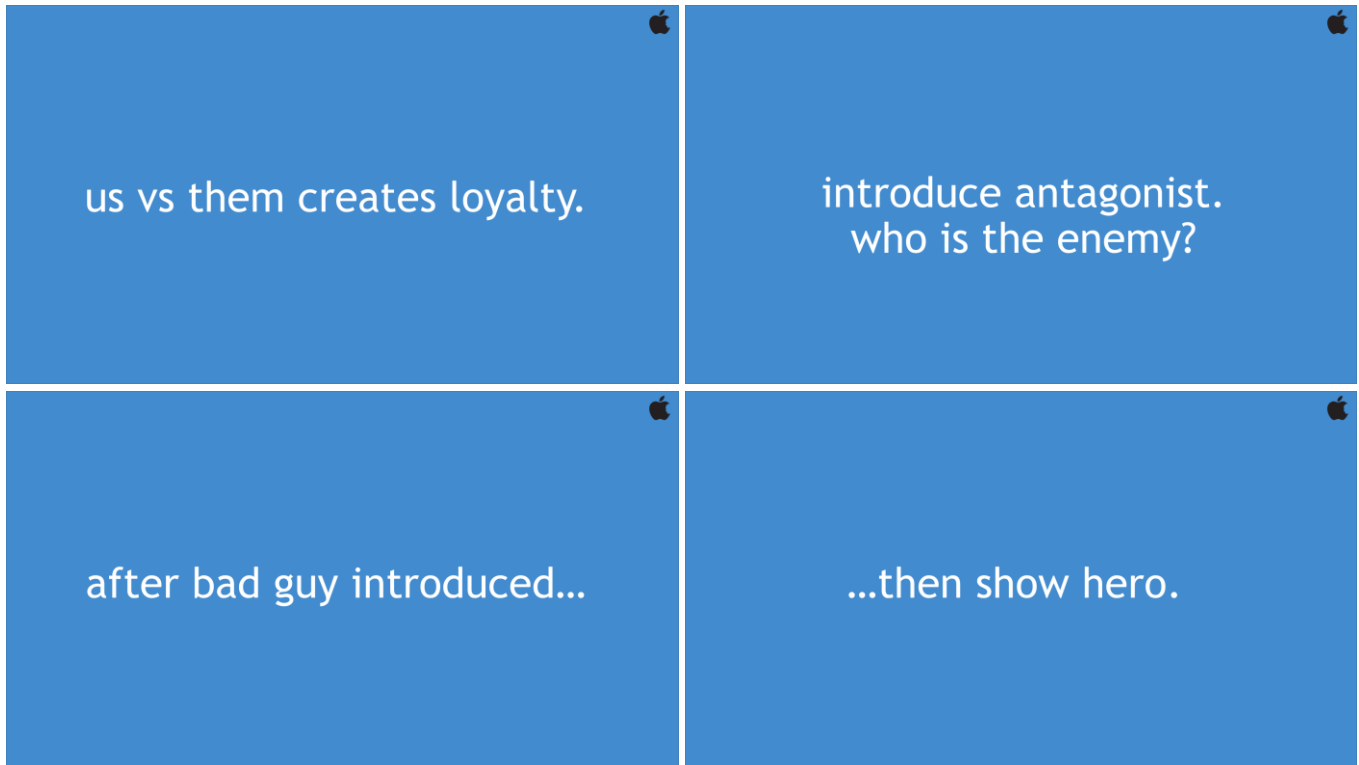 us vs them creates loyalty.
introduce antagonist.
who is the enemy?
after bad guy introduced…
…then show hero.